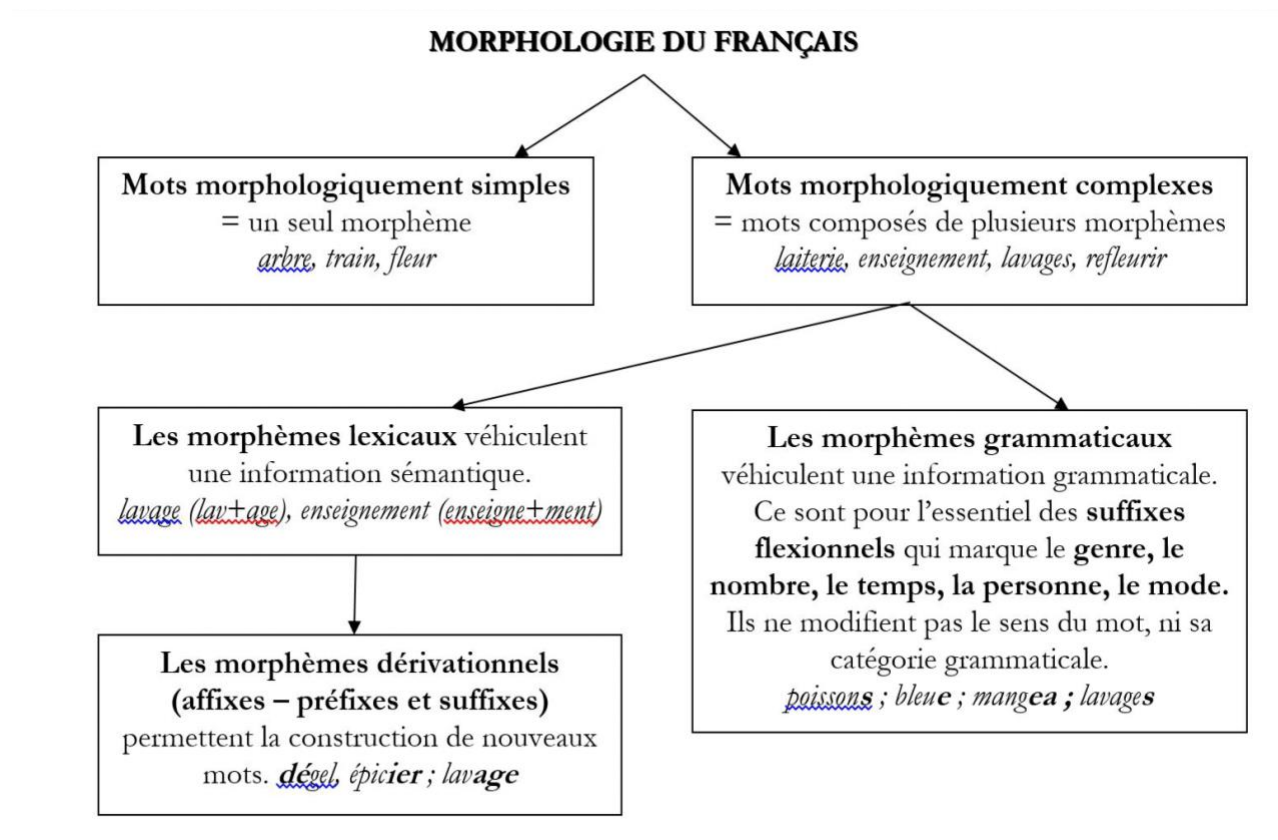 MORPHOLOGIE DU FRANÇAIS
Mots morphologiquement simples
= un seul morphème
arbre, train, fleur
Mots morphologiquement complexes
= mots composés de plusieurs morphèmes
laiterie, enseignement, lavages, refleurir
Les morphèmes lexicaux véhiculent
une information sémantique.
lavage (lav+age), enseignement (enseigne+ment)
Les morphèmes grammaticaux
véhiculent une information grammaticale.
Ce sont pour l’essentiel des suffixes
flexionnels qui marque le genre, le
nombre, le temps, la personne, le mode.
Ils ne modifient pas le sens du mot, ni sa
catégorie grammaticale.
poissons ; bleue ; mangea ; lavages
Les morphèmes dérivationnels
(affixes – préfixes et suffixes)
permettent la construction de nouveaux
mots. dégel, épicier ; lavage